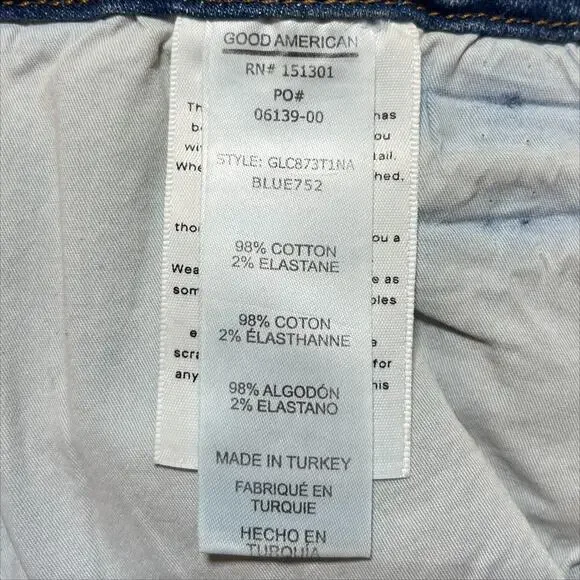 GOOD AMERICAN
RN# 151301
PO#
06139-00
STYLE: GLC873T1NA
BLUE752
98% COTTON
2% ELASTANE
98% COTON
2% ÉLASTHANNE
98% ALGODÓN
2% ELASTANO
MADE IN TURKEY
FABRIQUÉ EN
TURQUIE
HECHO EN
TURQUÍA